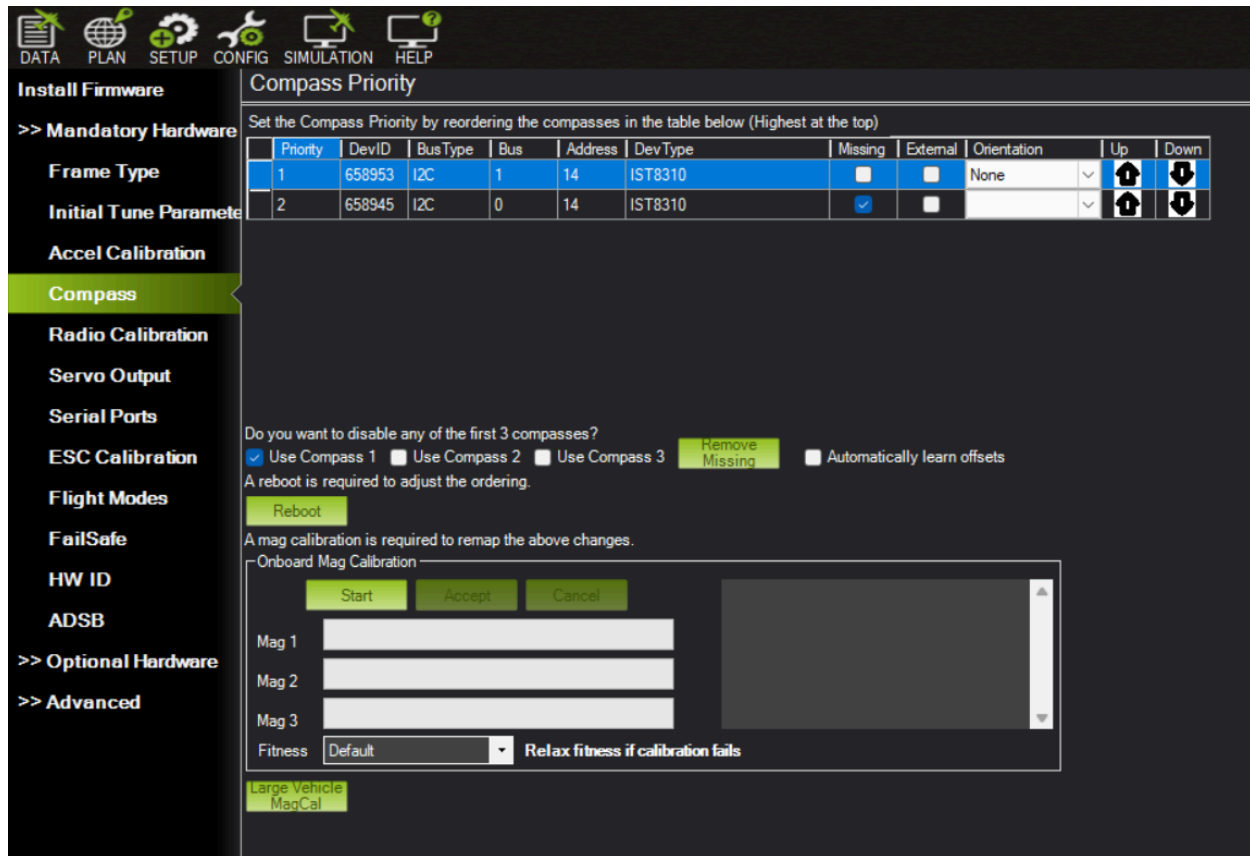 DATA PLAN SETUP CONFIG SIMULATION HELP
Install Firmware
>> Mandatory Hardware
Frame Type
Initial Tune Paramete
Accel Calibration
Compass
Radio Calibration
Servo Output
Serial Ports
ESC Calibration
Flight Modes
FailSafe
HW ID
ADSB
>> Optional Hardware
>> Advanced
Compass Priority
Set the Compass Priority by reordering the compasses in the table below (Highest at the top)
Priority DevID BusType Bus Address DevType Missing External Orientation Up Down
1 658953 I2C 1 14 IST8310 None
2 658945 I2C 0 14 IST8310
Do you want to disable any of the first 3 compasses?
Use Compass 1 Use Compass 2 Use Compass 3 Remove Missing Automatically learn offsets
A reboot is required to adjust the ordering.
Reboot
A mag calibration is required to remap the above changes.
Onboard Mag Calibration
Start Accept Cancel
Mag 1
Mag 2
Mag 3
Fitness Default Relax fitness if calibration fails
Large Vehicle
MagCal